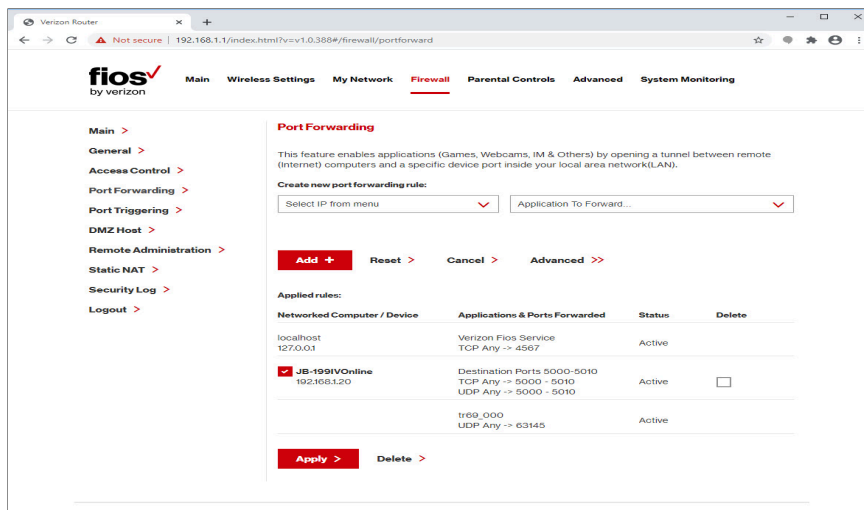 Verizon Router
Not secure | 192.168.1.1/index.html?v=v1.0.388#/firewall/portforward
fios
by verizon
Main Wireless Settings My Network Firewall Parental Controls Advanced System Monitoring
Main >
General >
Access Control >
Port Forwarding >
Port Triggering >
DMZ Host >
Remote Administration >
Static NAT >
Security Log >
Logout >
Port Forwarding
This feature enables applications (Games, Webcams, IM & Others) by opening a tunnel between remote
(Internet) computers and a specific device port inside your local area network(LAN).
Create new port forwarding rule:
Select IP from menu Application To Forward...
Add + Reset > Cancel > Advanced >>
Applied rules:
Networked Computer / Device Applications & Ports Forwarded Status Delete
localhost Verizon Fios Service
127.0.0.1 TCP Any -> 4567 Active
JB-199IVOnline Destination Ports 5000-5010
192.168.1.20 TCP Any -> 5000 - 5010 Active
UDP Any -> 5000 - 5010
tr69_000
UDP Any -> 63145 Active
Apply > Delete >